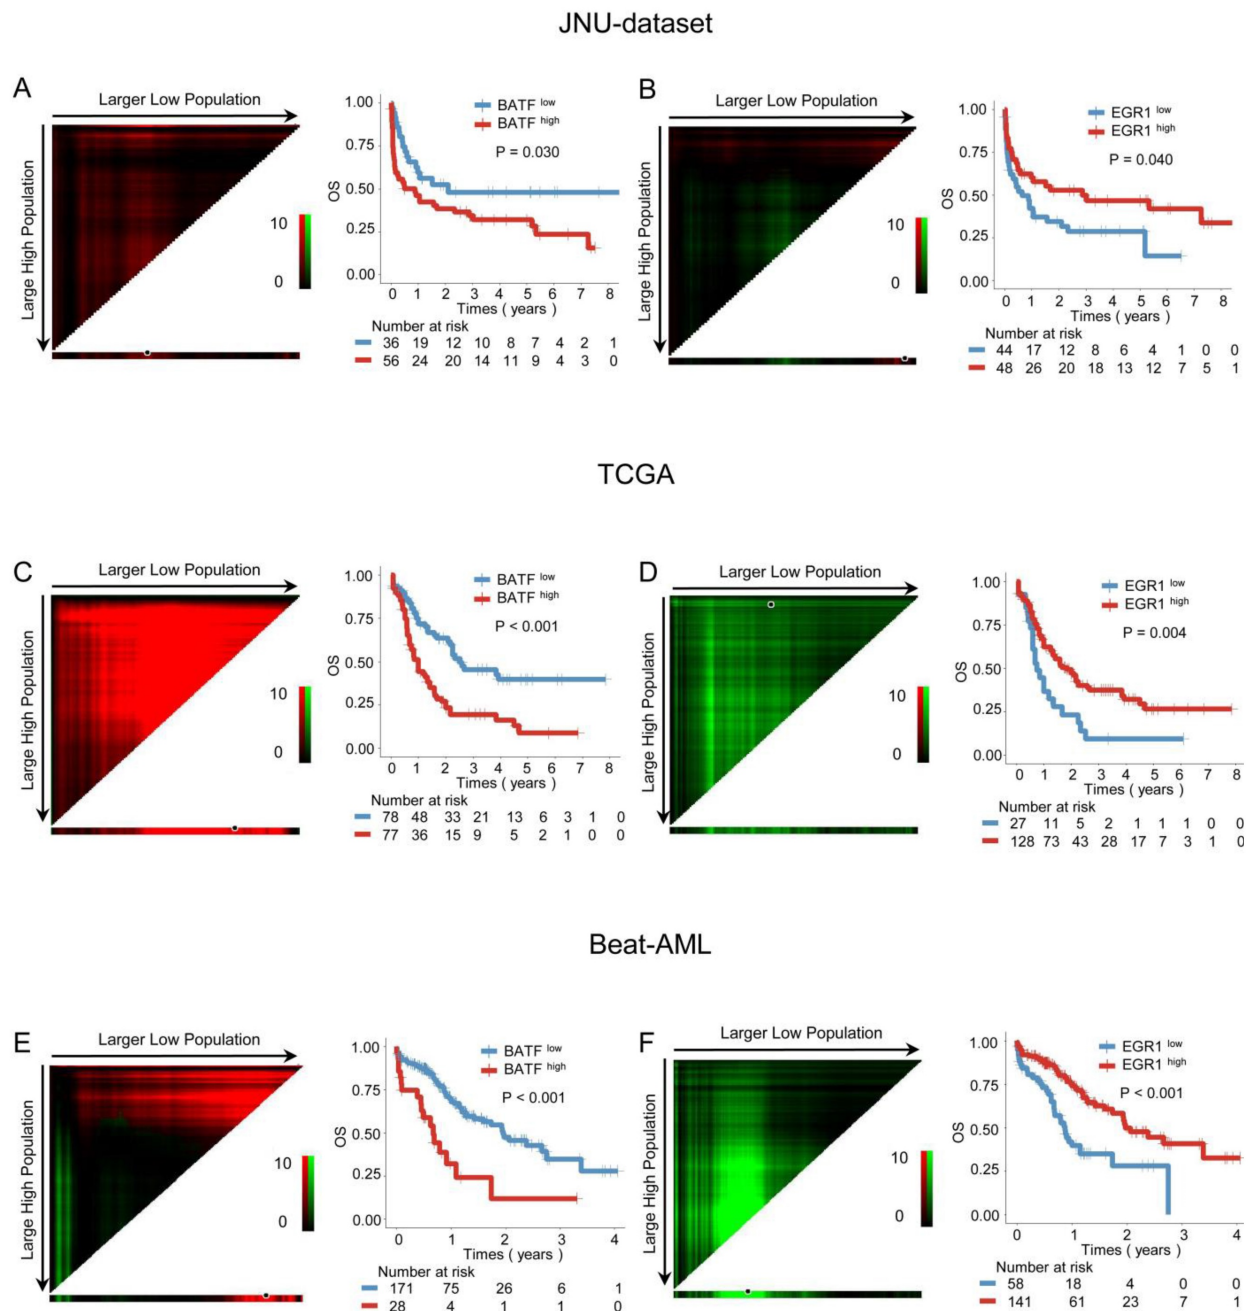 JNU-dataset
A
Larger Low Population
Large High Population
10
0
BATF low
BATF high
P = 0.030
OS
1.00
0.75
0.50
0.25
0.00
0 1 2 3 4 5 6 7 8
Times ( years )
Number at risk
36 19 12 10 8 7 4 2 1
56 24 20 14 11 9 4 3 0
B
Larger Low Population
Large High Population
10
0
EGR1 low
EGR1 high
P = 0.040
OS
1.00
0.75
0.50
0.25
0.00
0 1 2 3 4 5 6 7 8
Times ( years )
Number at risk
44 17 12 8 6 4 1 0 0
48 26 20 18 13 12 7 5 1
TCGA
C
Larger Low Population
Large High Population
10
0
BATF low
BATF high
P < 0.001
OS
1.00
0.75
0.50
0.25
0.00
0 1 2 3 4 5 6 7 8
Times ( years )
Number at risk
78 48 33 21 13 6 3 1 0
77 36 15 9 5 2 1 0 0
D
Larger Low Population
Large High Population
10
0
EGR1 low
EGR1 high
P = 0.004
OS
1.00
0.75
0.50
0.25
0.00
0 1 2 3 4 5 6 7 8
Times ( years )
Number at risk
27 11 5 2 1 1 1 0 0
128 73 43 28 17 7 3 1 0
Beat-AML
E
Larger Low Population
Large High Population
10
0
BATF low
BATF high
P < 0.001
OS
1.00
0.75
0.50
0.25
0.00
0 1 2 3 4
Times ( years )
Number at risk
171 75 26 6 1
28 4 1 1 0
F
Larger Low Population
Large High Population
10
0
EGR1 low
EGR1 high
P < 0.001
OS
1.00
0.75
0.50
0.25
0.00
0 1 2 3 4
Times ( years )
Number at risk
58 18 4 0 0
141 61 23 7 1